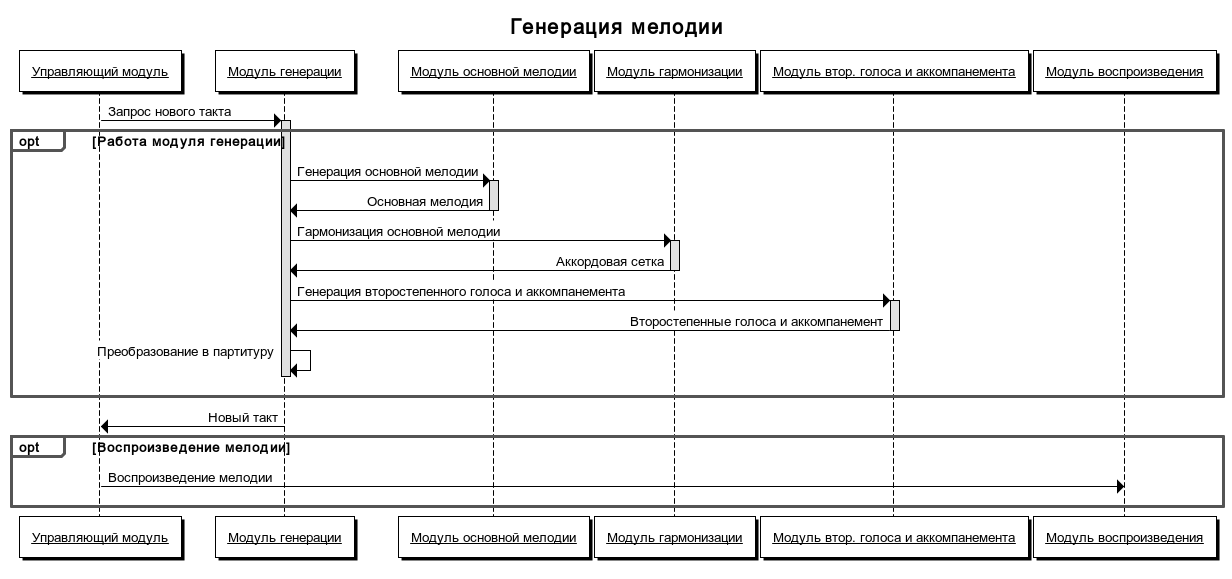 Генерация мелодии
Управляющий модуль
Модуль генерации
Модуль основной мелодии
Модуль гармонизации
Модуль втор. голоса и аккомпанемента
Модуль воспроизведения
Запрос нового такта
opt
[Работа модуля генерации]
Генерация основной мелодии
Основная мелодия
Гармонизация основной мелодии
Аккордовая сетка
Генерация второстепенного голоса и аккомпанемента
Второстепенные голоса и аккомпанемент
Преобразование в партитуру
Новый такт
opt
[Воспроизведение мелодии]
Воспроизведение мелодии
Управляющий модуль
Модуль генерации
Модуль основной мелодии
Модуль гармонизации
Модуль втор. голоса и аккомпанемента
Модуль воспроизведения